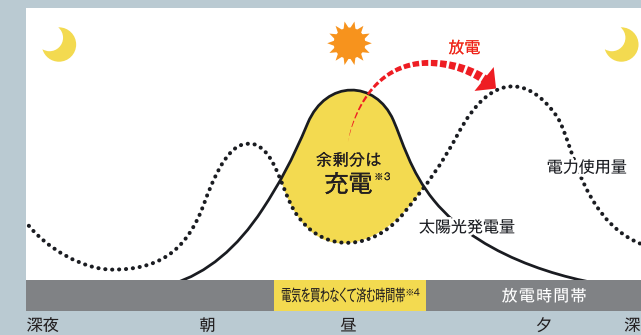 放電
余剰分は
充電※3
電力使用量
太陽光発電量
電気を買わなくて済む時間帯※4
放電時間帯
深夜
朝
昼
夕
深